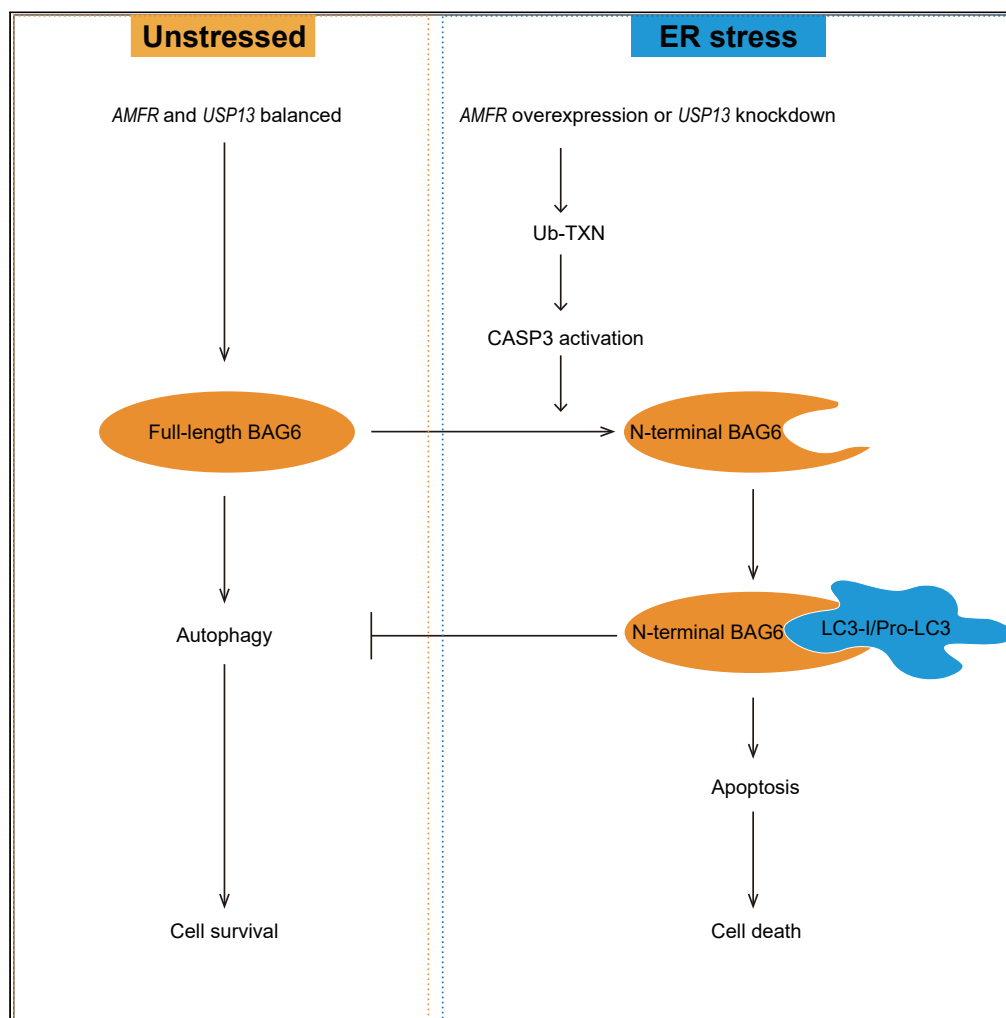 Unstressed
ER stress
AMFR and USP13 balanced
AMFR overexpression or USP13 knockdown
Ub-TXN
CASP3 activation
Full-length BAG6
N-terminal BAG6
Autophagy
N-terminal BAG6
LC3-I/Pro-LC3
Apoptosis
Cell survival
Cell death